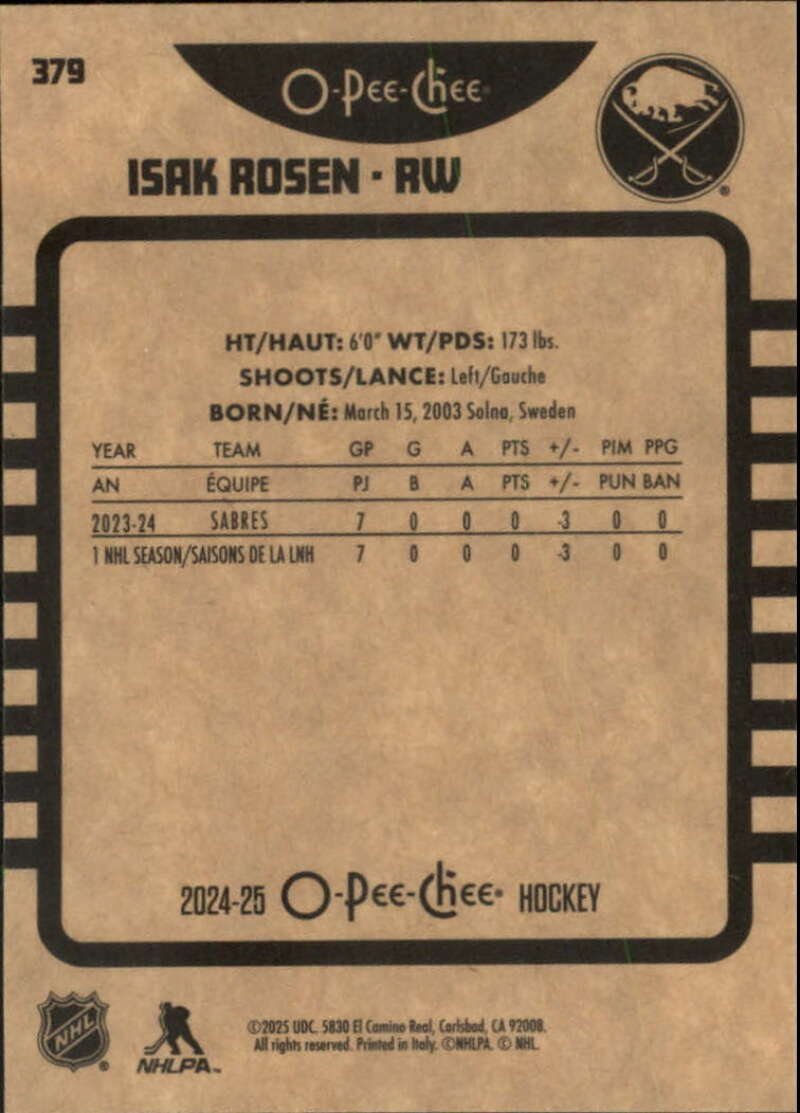 379
O-Pee-Chee
ISAK ROSEN · RW
HT/HAUT: 6'0" WT/PDS: 173 lbs.
SHOOTS/LANCE: Left/Gauche
BORN/NÉ: March 15, 2003 Solna, Sweden
YEAR TEAM GP G A PTS +/- PIM PPG
AN ÉQUIPE PJ B A PTS +/- PUN BAN
2023-24 SABRES 7 0 0 0 -3 0 0
1 NHL SEASON/SAISONS DE LA LNH 7 0 0 0 -3 0 0
2024-25 O-Pee-Chee® HOCKEY
NHL
NHLPA™
©2025 UDC. 5830 El Camino Real, Carlsbad, CA 92008.
All rights reserved. Printed in Italy. ©NHLPA. © NHL